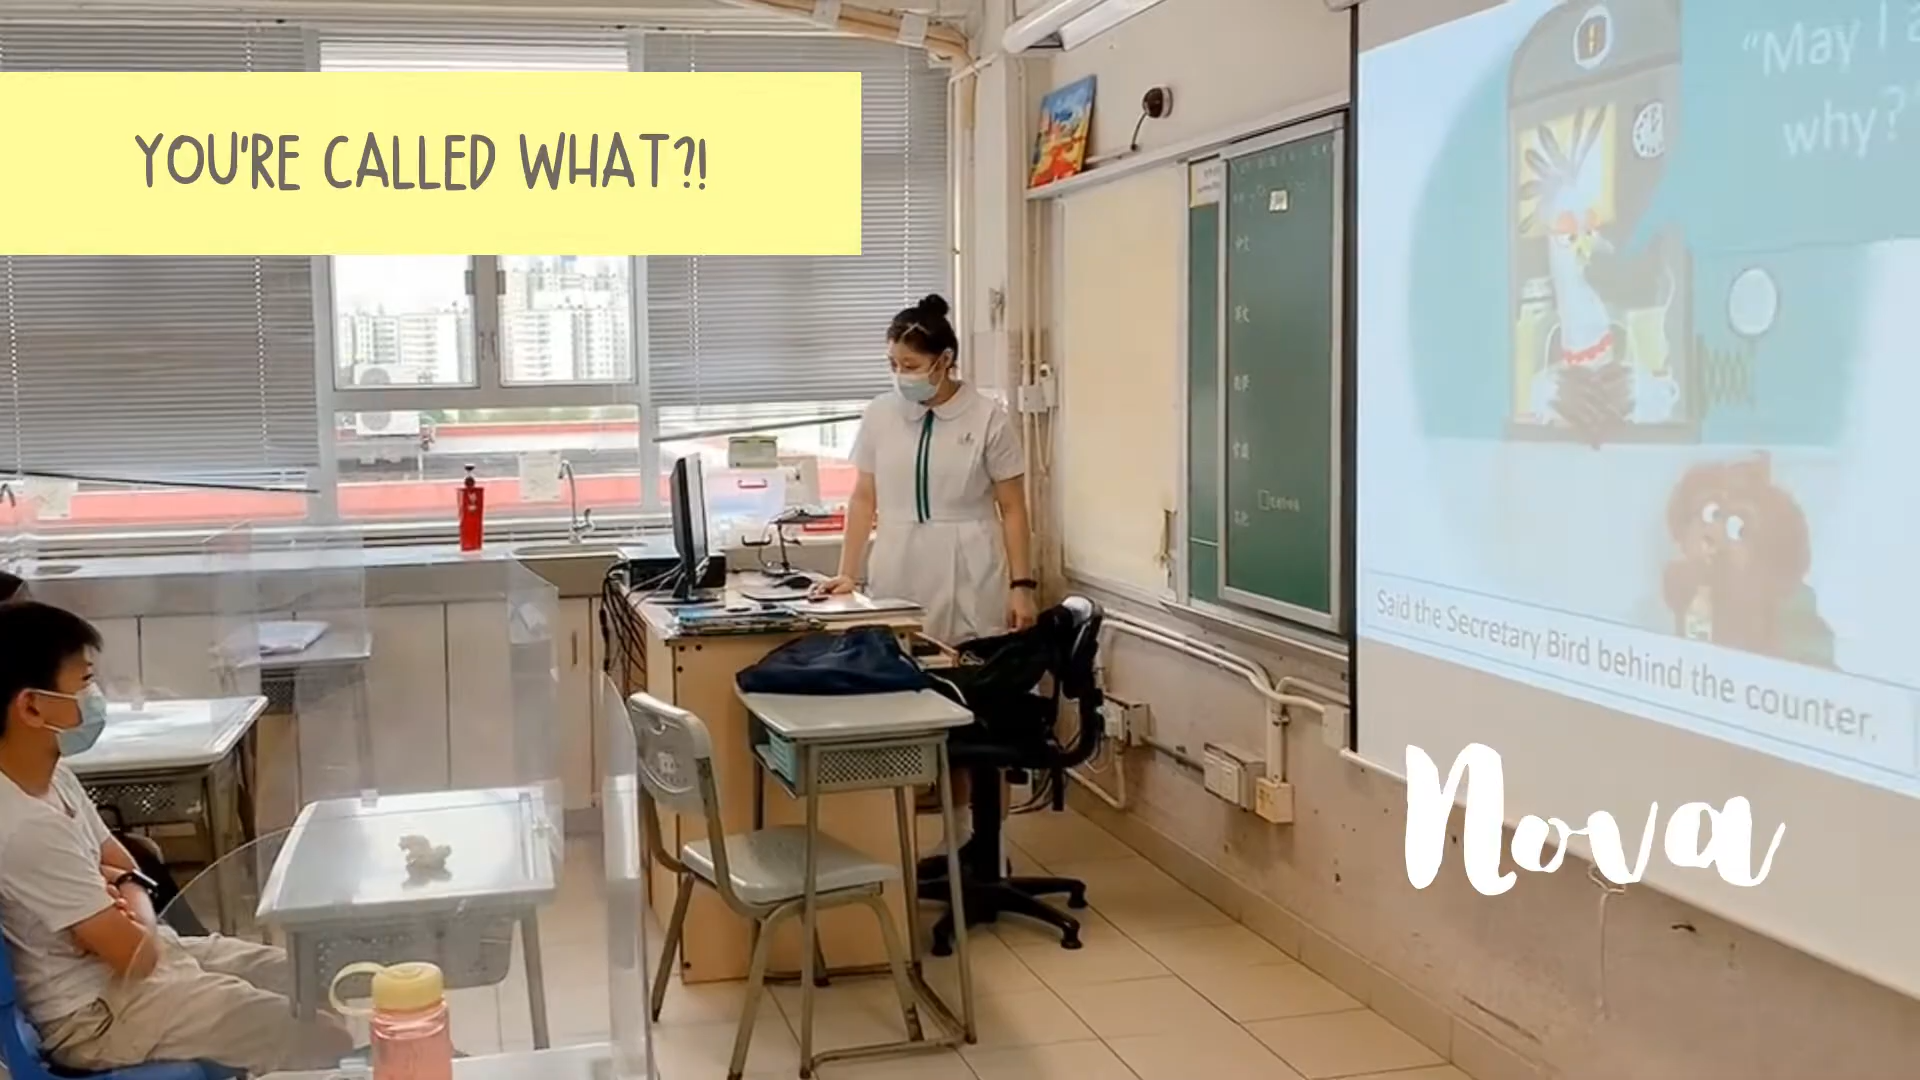 YOU'RE CALLED WHAT?!
"May I
why?"
Said the Secretary Bird behind the counter.
Nova